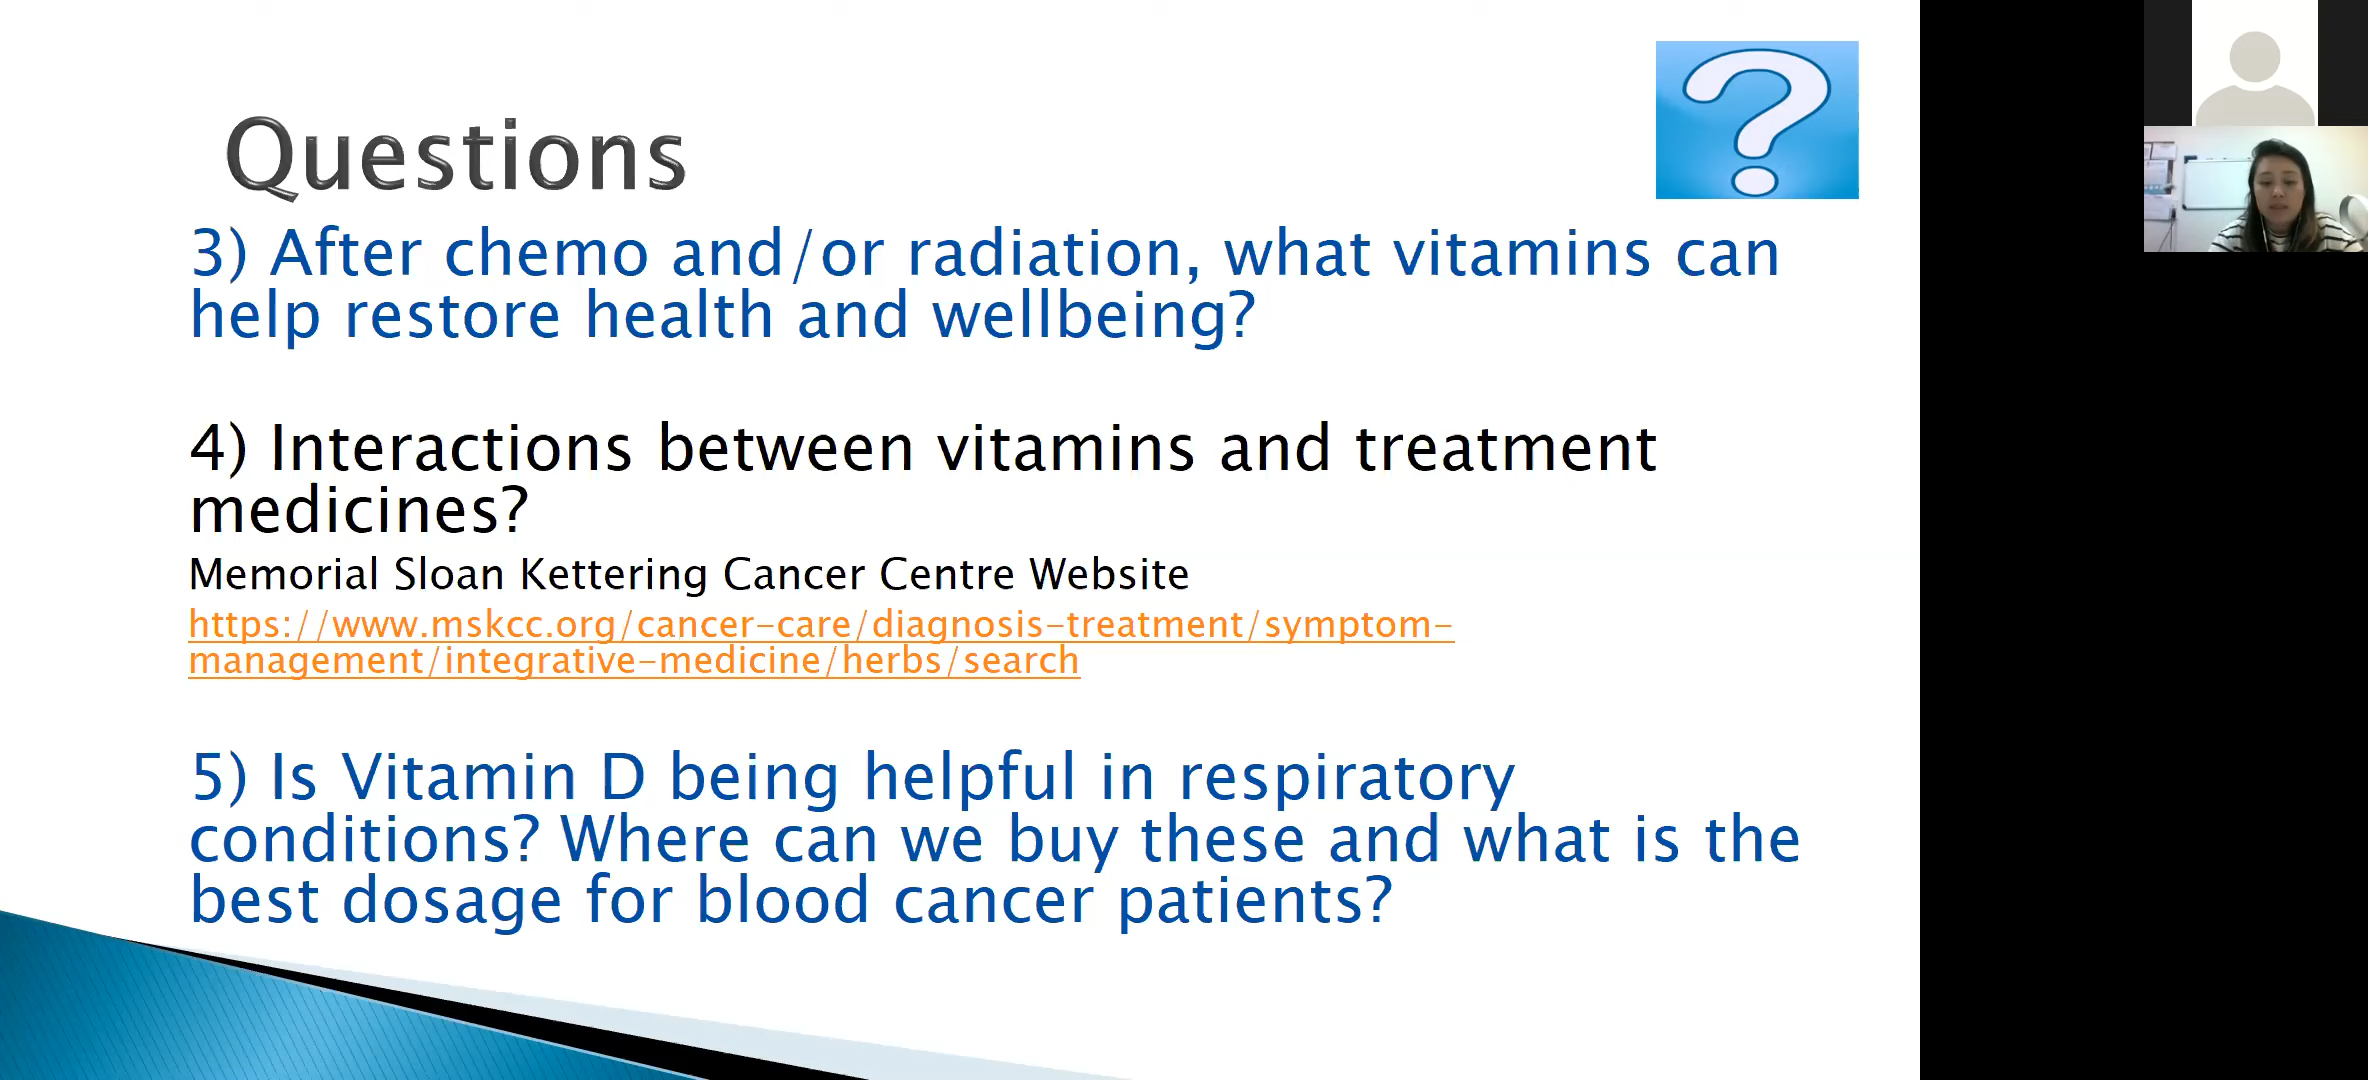 Questions
3) After chemo and/or radiation, what vitamins can
help restore health and wellbeing?
4) Interactions between vitamins and treatment
medicines?
Memorial Sloan Kettering Cancer Centre Website
https://www.mskcc.org/cancer-care/diagnosis-treatment/symptom-
management/integrative-medicine/herbs/search
5) Is Vitamin D being helpful in respiratory
conditions? Where can we buy these and what is the
best dosage for blood cancer patients?